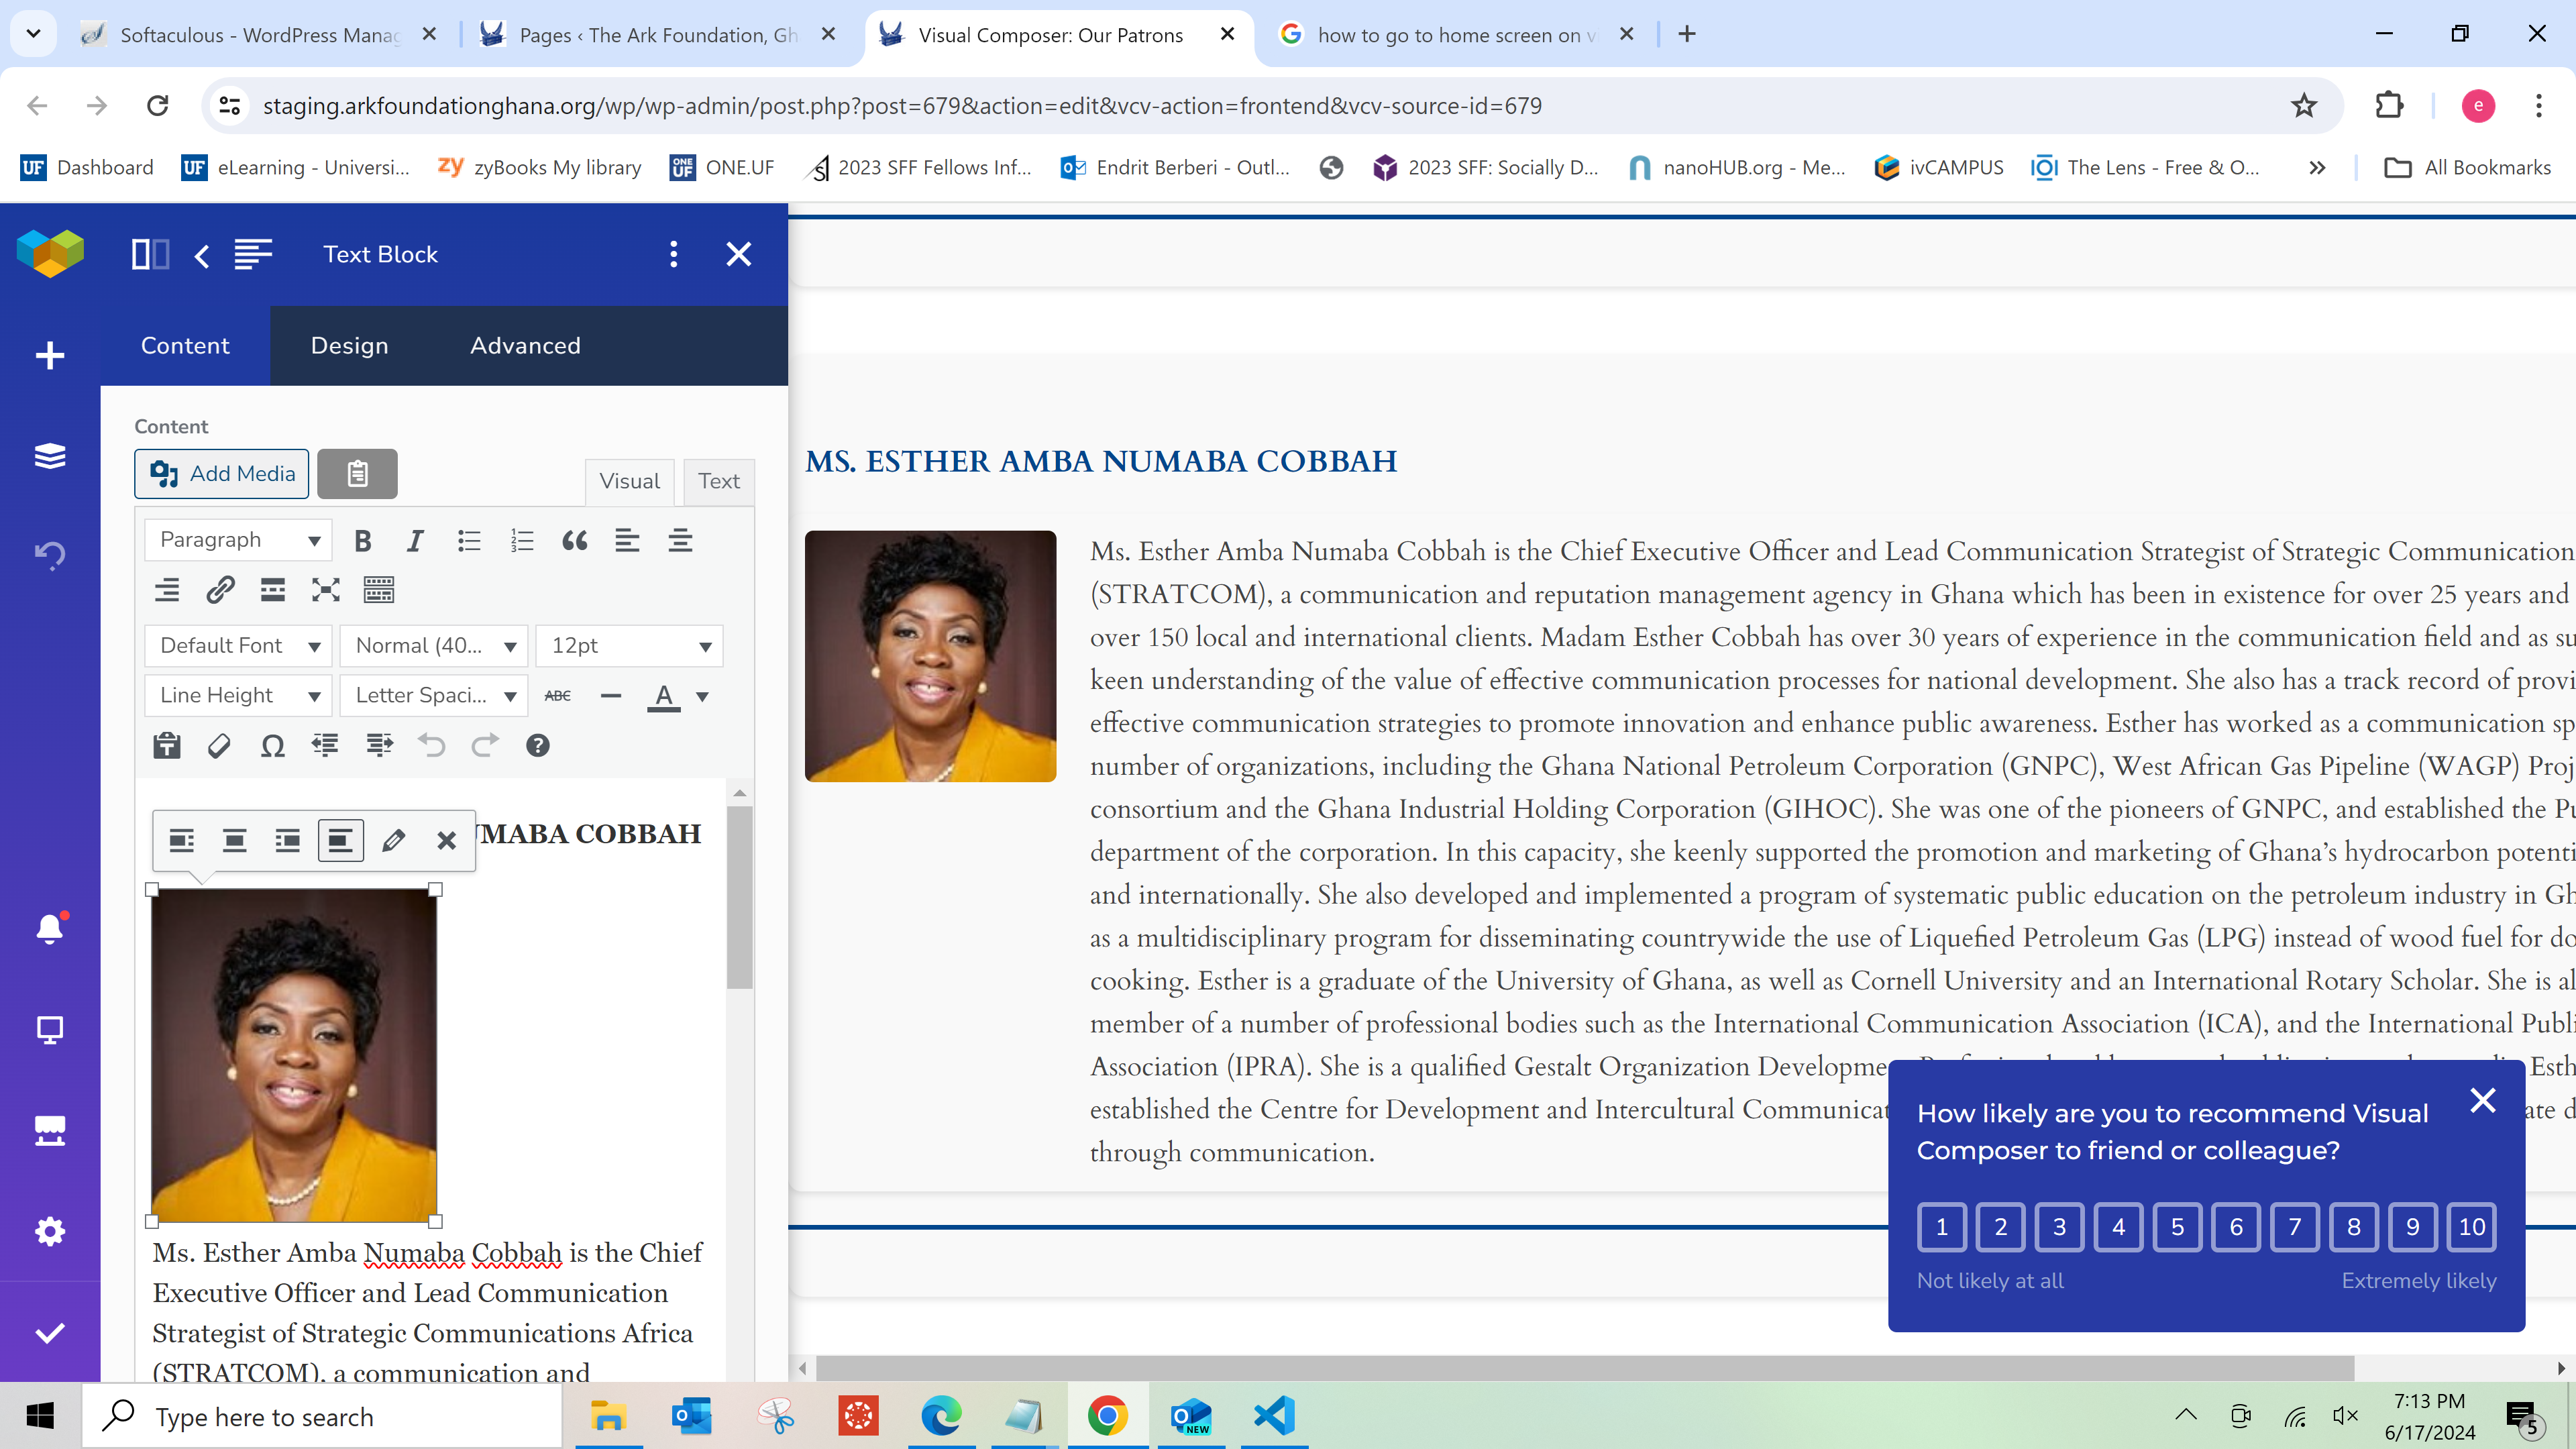 Softaculous - WordPress Manag
Pages ‹ The Ark Foundation, Gh
Visual Composer: Our Patrons
how to go to home screen on v
staging.arkfoundationghana.org/wp/wp-admin/post.php?post=679&action=edit&vcv-action=frontend&vcv-source-id=679
e
UF Dashboard
UF eLearning - Universi...
zy zyBooks My library
ONE UF ONE.UF
2023 SFF Fellows Inf...
Endrit Berberi - Outl...
2023 SFF: Socially D...
nanoHUB.org - Me...
ivCAMPUS
The Lens - Free & O...
All Bookmarks
Text Block
Content
Design
Advanced
Content
Add Media
Visual
Text
Paragraph
Default Font
Normal (40...
12pt
Line Height
Letter Spaci...
ABC
A
UMABA COBBAH
Ms. Esther Amba Numaba Cobbah is the Chief
Executive Officer and Lead Communication
Strategist of Strategic Communications Africa
(STRATCOM), a communication and
MS. ESTHER AMBA NUMABA COBBAH
Ms. Esther Amba Numaba Cobbah is the Chief Executive Officer and Lead Communication Strategist of Strategic Communication
(STRATCOM), a communication and reputation management agency in Ghana which has been in existence for over 25 years and
over 150 local and international clients. Madam Esther Cobbah has over 30 years of experience in the communication field and as su
keen understanding of the value of effective communication processes for national development. She also has a track record of provi
effective communication strategies to promote innovation and enhance public awareness. Esther has worked as a communication sp
number of organizations, including the Ghana National Petroleum Corporation (GNPC), West African Gas Pipeline (WAGP) Proj
consortium and the Ghana Industrial Holding Corporation (GIHOC). She was one of the pioneers of GNPC, and established the Pu
department of the corporation. In this capacity, she keenly supported the promotion and marketing of Ghana’s hydrocarbon potenti
and internationally. She also developed and implemented a program of systematic public education on the petroleum industry in Gh
as a multidisciplinary program for disseminating countrywide the use of Liquefied Petroleum Gas (LPG) instead of wood fuel for do
cooking. Esther is a graduate of the University of Ghana, as well as Cornell University and an International Rotary Scholar. She is al
member of a number of professional bodies such as the International Communication Association (ICA), and the International Publi
Association (IPRA). She is a qualified Gestalt Organization Developme Esth
established the Centre for Development and Intercultural Communicat ate d
through communication.
How likely are you to recommend Visual
Composer to friend or colleague?
1 2 3 4 5 6 7 8 9 10
Not likely at all
Extremely likely
Type here to search
NEW
7:13 PM
6/17/2024
5